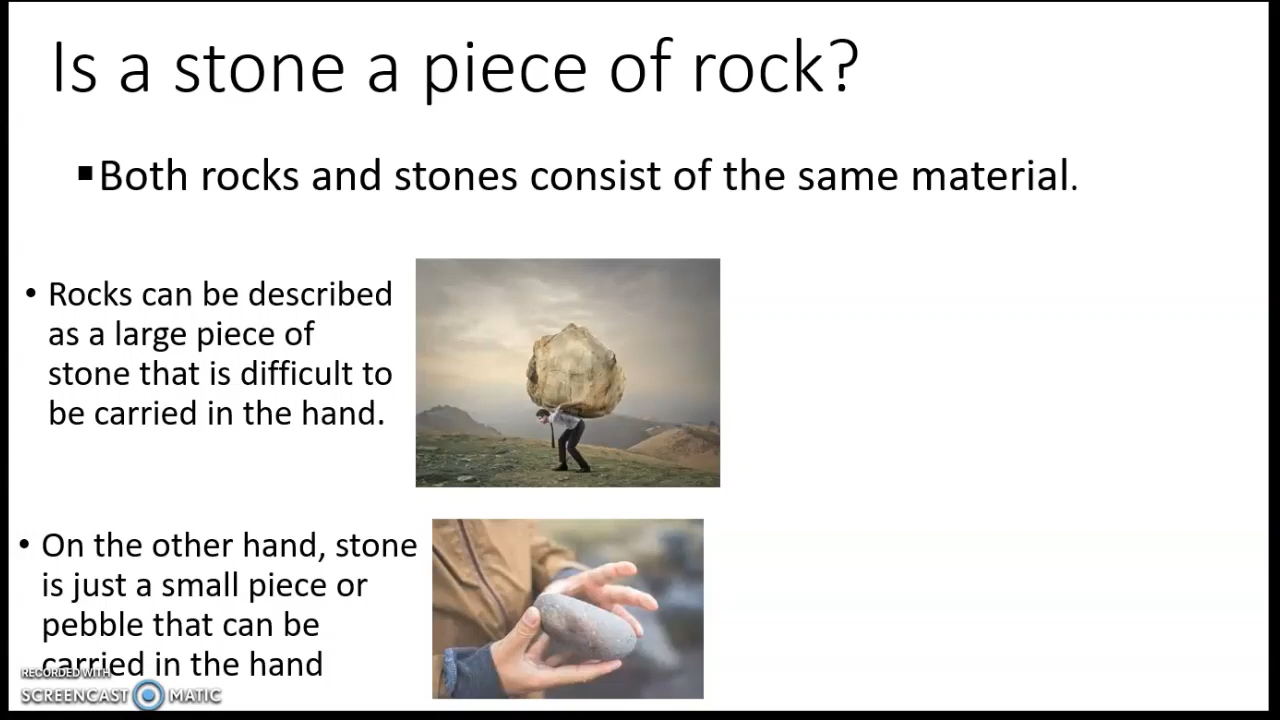 Is a stone a piece of rock?
▪Both rocks and stones consist of the same material.
• Rocks can be described
as a large piece of
stone that is difficult to
be carried in the hand.
• On the other hand, stone
is just a small piece or
pebble that can be
carried in the hand
RECORDED WITH
SCREENCAST MATIC